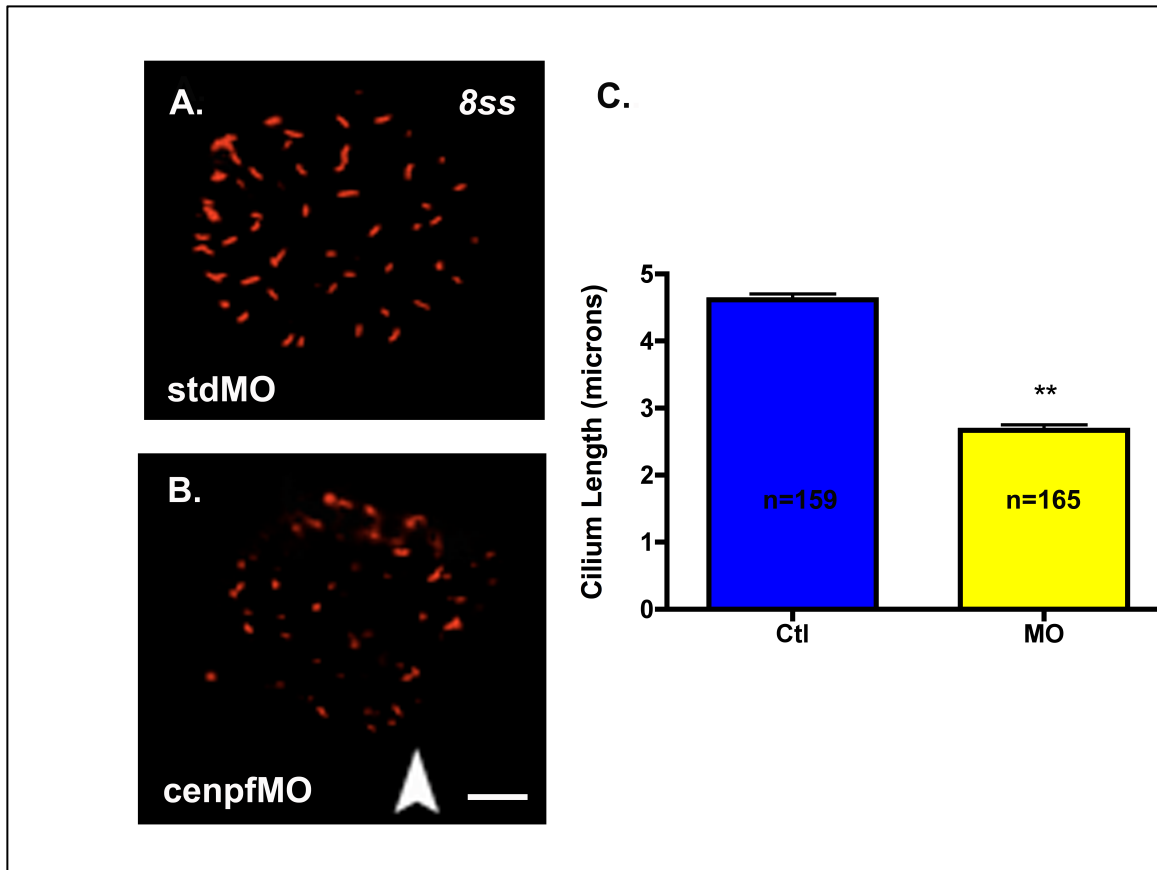 A.
8ss
stdMO
B.
cenpfMO
C.
Cilium Length (microns)
5
4
3
2
1
0
**
n=159
n=165
Ctl
MO